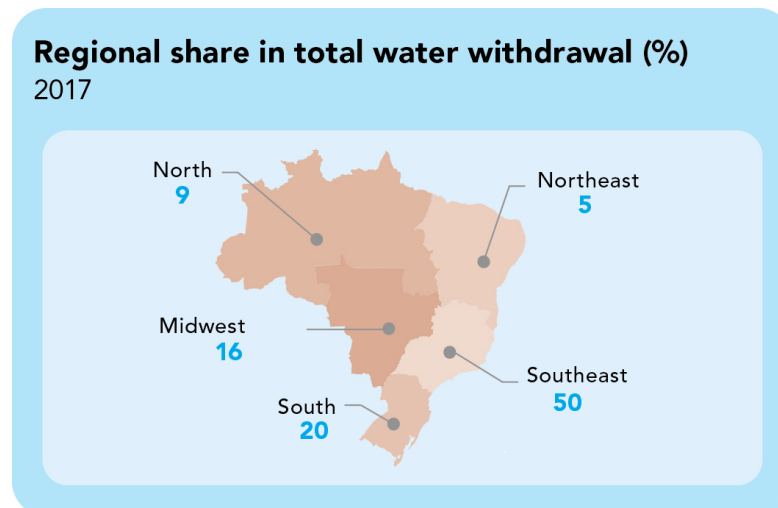 Regional share in total water withdrawal (%)
2017
North
9
Northeast
5
Midwest
16
Southeast
50
South
20